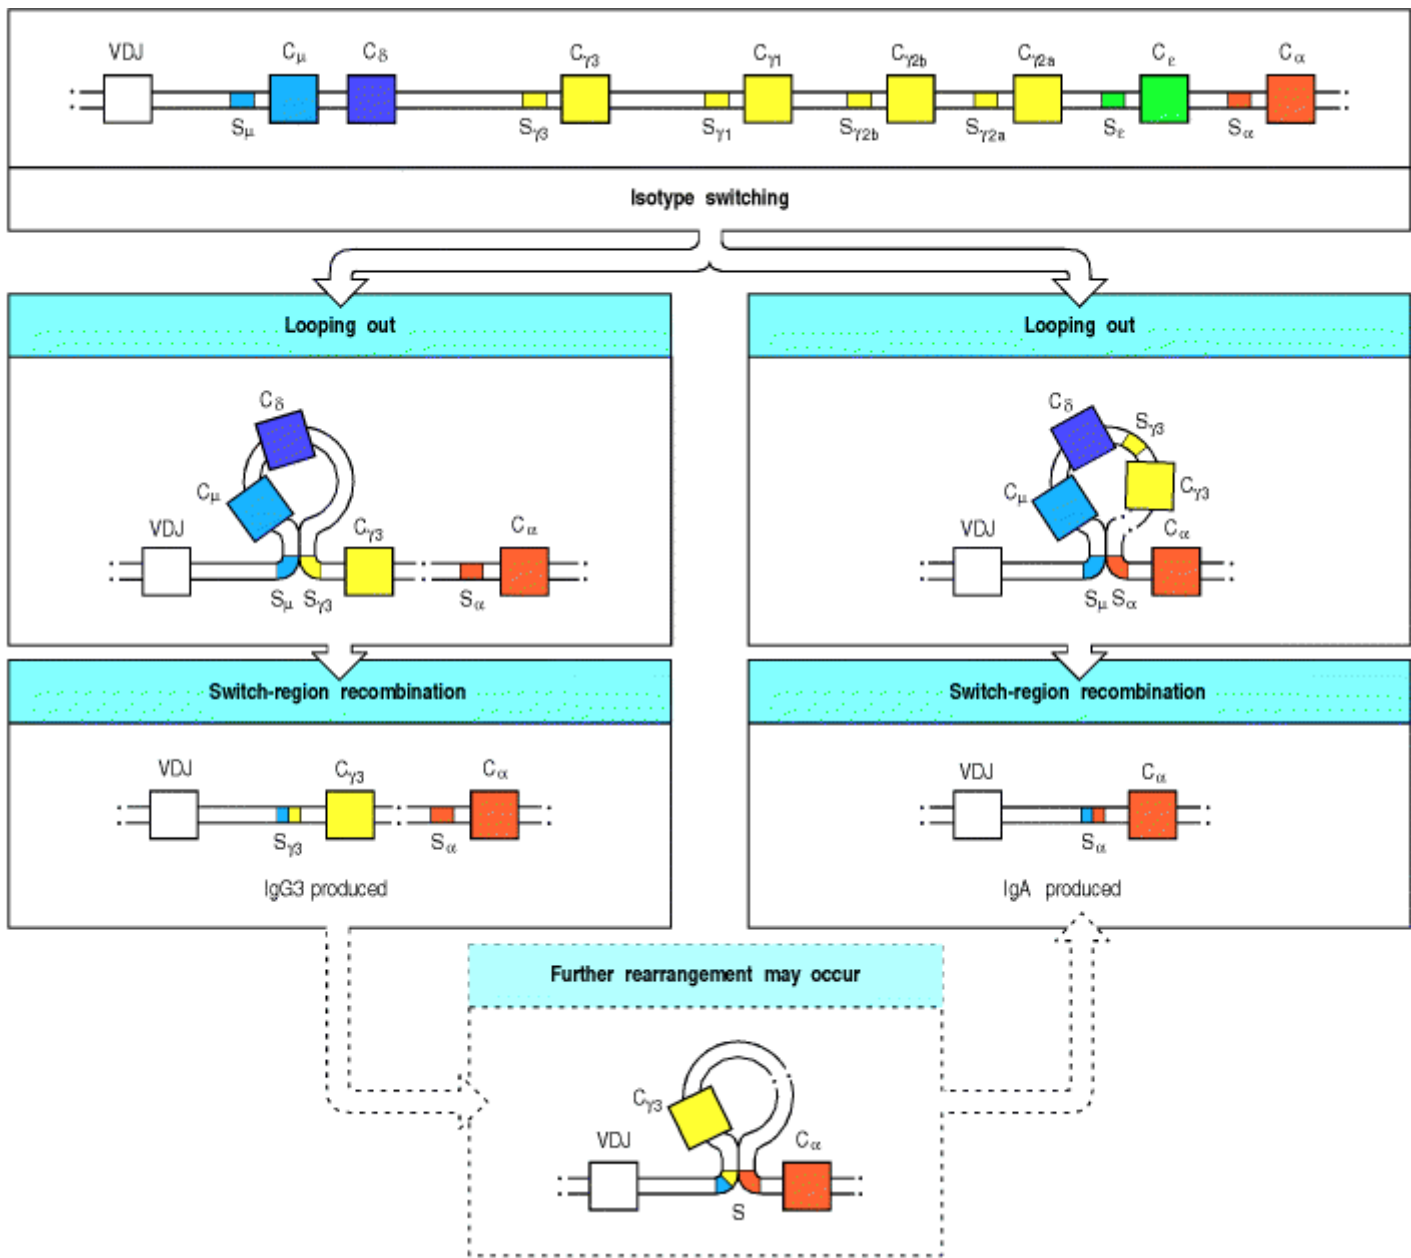 VDJ Cμ Cδ Cγ3 Cγ1 Cγ2b Cγ2a Cε Cα
Sμ Sγ3 Sγ1 Sγ2b Sγ2a Sε Sα
Isotype switching
Looping out
Cδ
Cμ
VDJ Cγ3 Cα
Sμ Sγ3 Sα
Looping out
Cδ Sγ3
Cμ Cγ3
VDJ Cα
Sμ Sα
Switch-region recombination
VDJ Cγ3 Cα
Sγ3 Sα
IgG3 produced
Switch-region recombination
VDJ Cα
Sα
IgA produced
Further rearrangement may occur
Cγ3
VDJ Cα
S